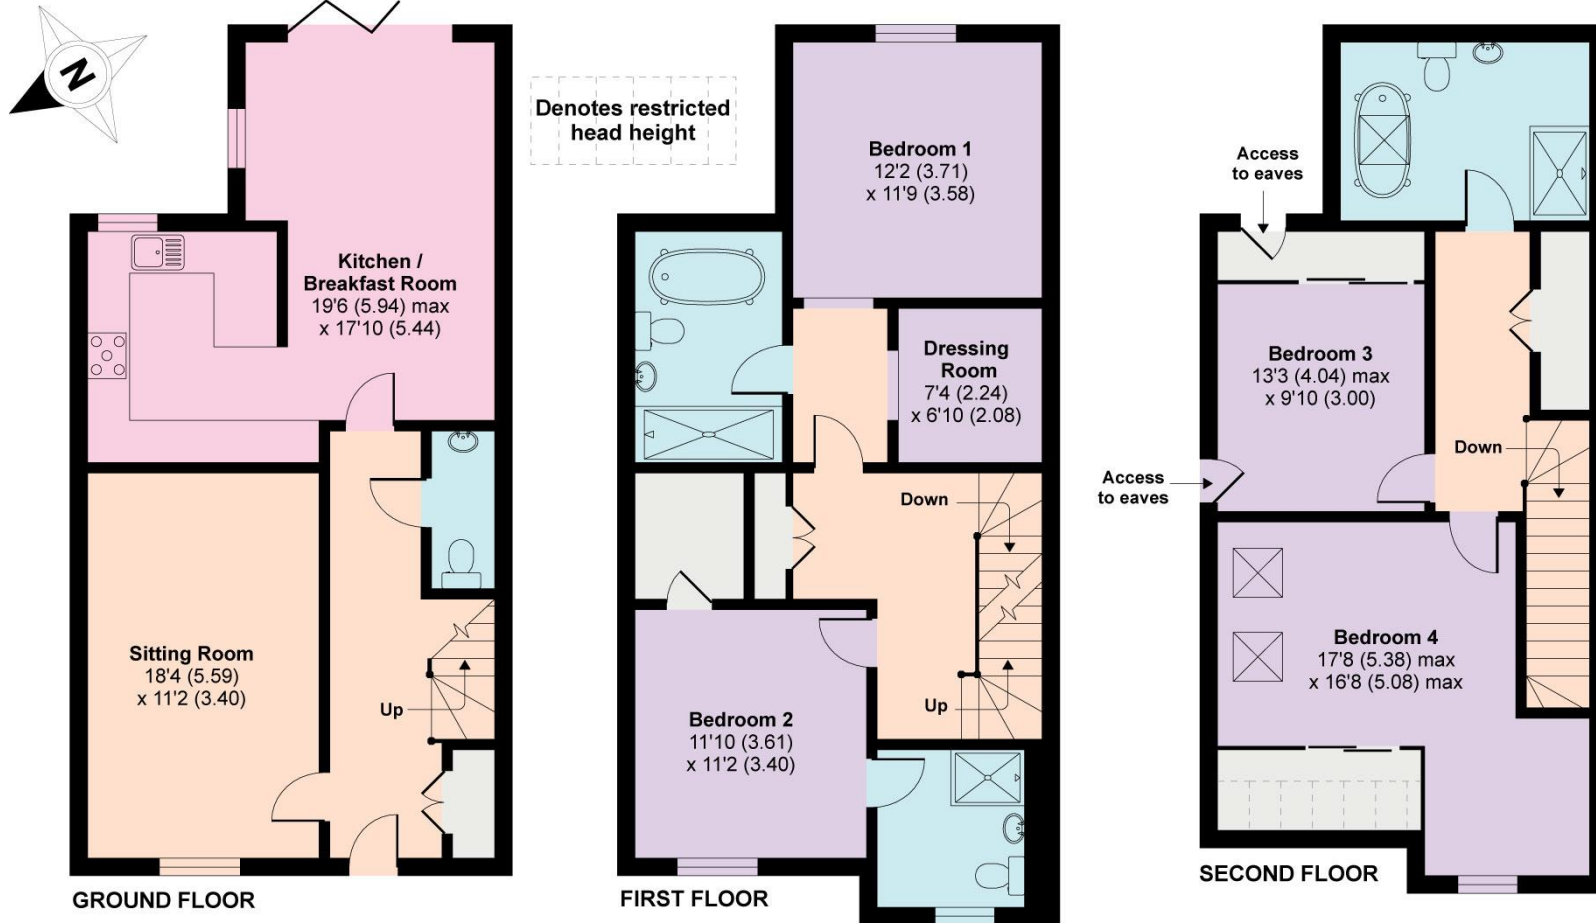 N
Denotes restricted
head height
Kitchen /
Breakfast Room
19'6 (5.94) max
x 17'10 (5.44)
Sitting Room
18'4 (5.59)
x 11'2 (3.40)
Up
GROUND FLOOR
Bedroom 1
12'2 (3.71)
x 11'9 (3.58)
Dressing
Room
7'4 (2.24)
x 6'10 (2.08)
Down
Up
Bedroom 2
11'10 (3.61)
x 11'2 (3.40)
FIRST FLOOR
Access
to eaves
Bedroom 3
13'3 (4.04) max
x 9'10 (3.00)
Down
Access
to eaves
Bedroom 4
17'8 (5.38) max
x 16'8 (5.08) max
SECOND FLOOR